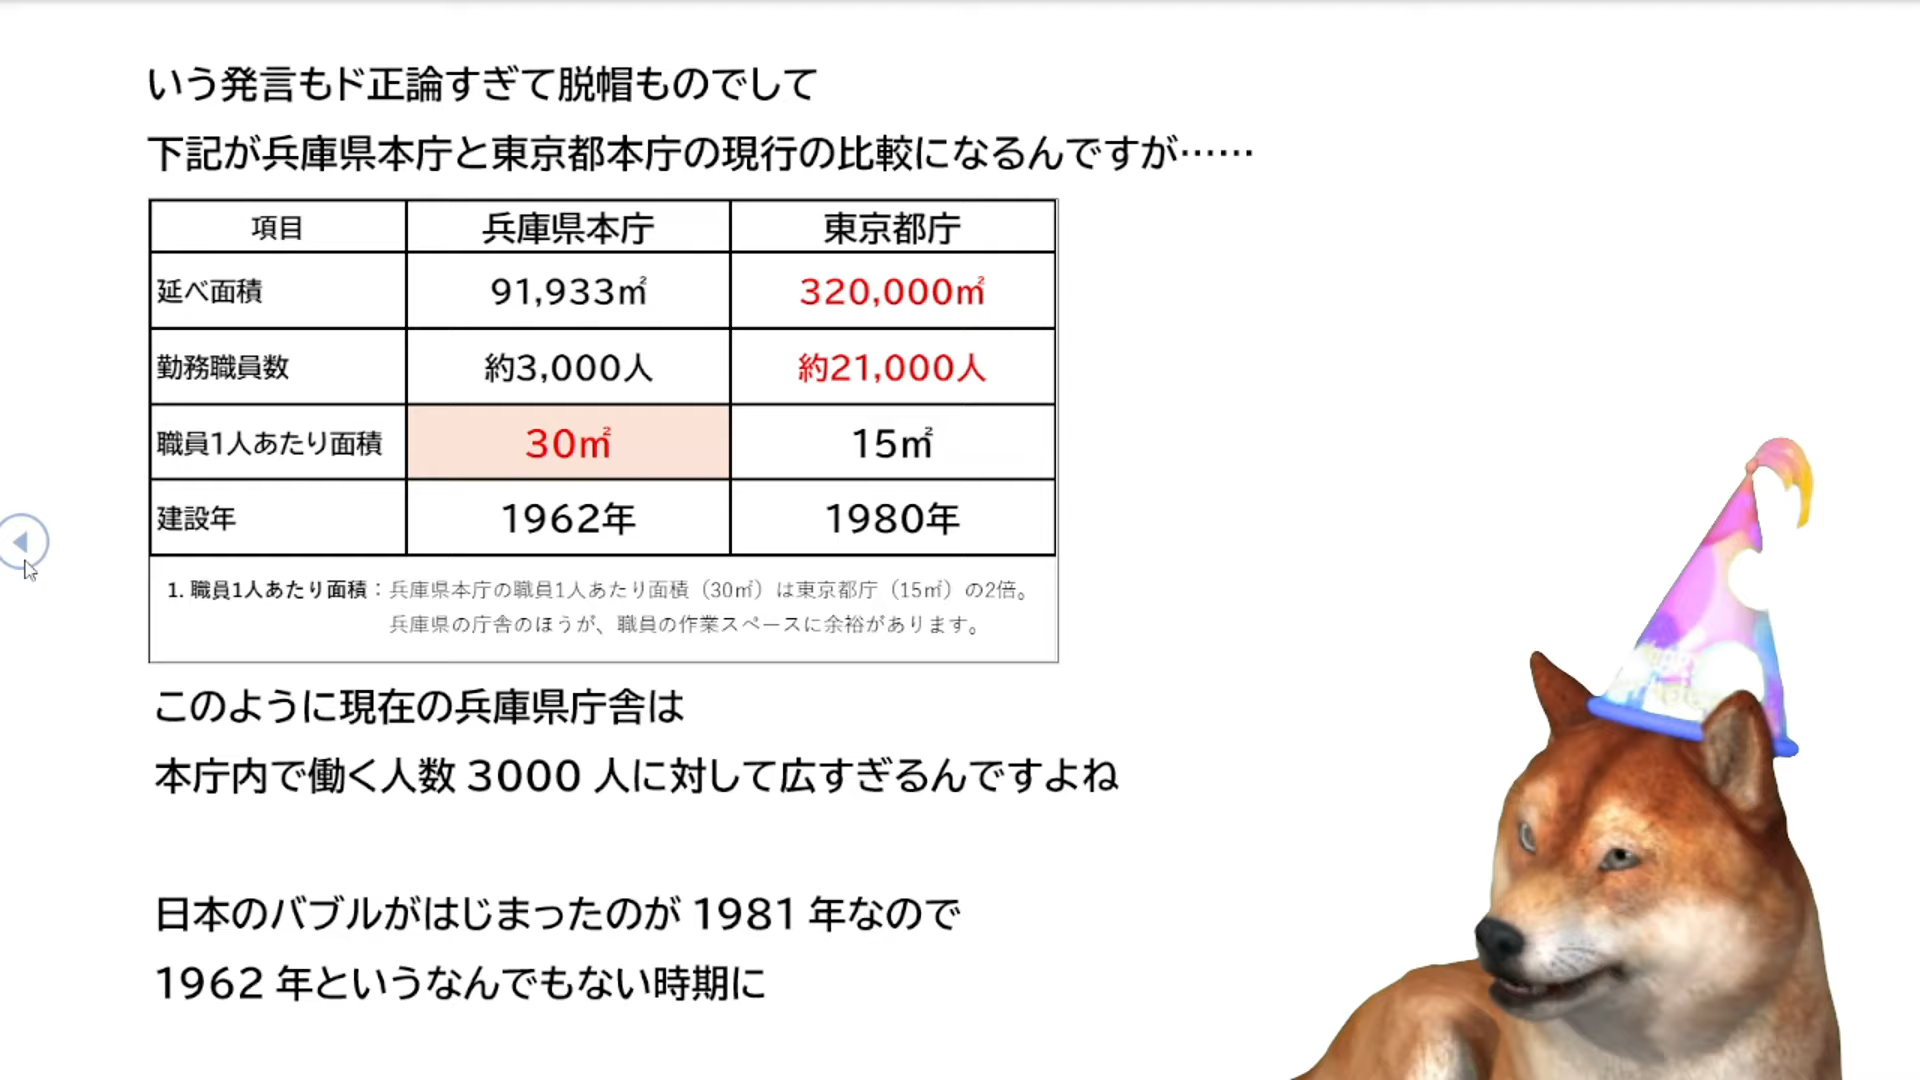 いう発言もド正論すぎて脱帽ものでして
下記が兵庫県本庁と東京都本庁の現行の比較になるんですが……
項目 兵庫県本庁 東京都庁
延べ面積 91,933㎡ 320,000㎡
勤務職員数 約3,000人 約21,000人
職員1人あたり面積 30㎡ 15㎡
建設年 1962年 1980年
1. 職員1人あたり面積：兵庫県本庁の職員1人あたり面積（30㎡）は東京都庁（15㎡）の2倍。
兵庫県の庁舎のほうが、職員の作業スペースに余裕があります。
このように現在の兵庫県庁舎は
本庁内で働く人数 3000 人に対して広すぎるんですよね
日本のバブルがはじまったのが 1981 年なので
1962 年というなんでもない時期に